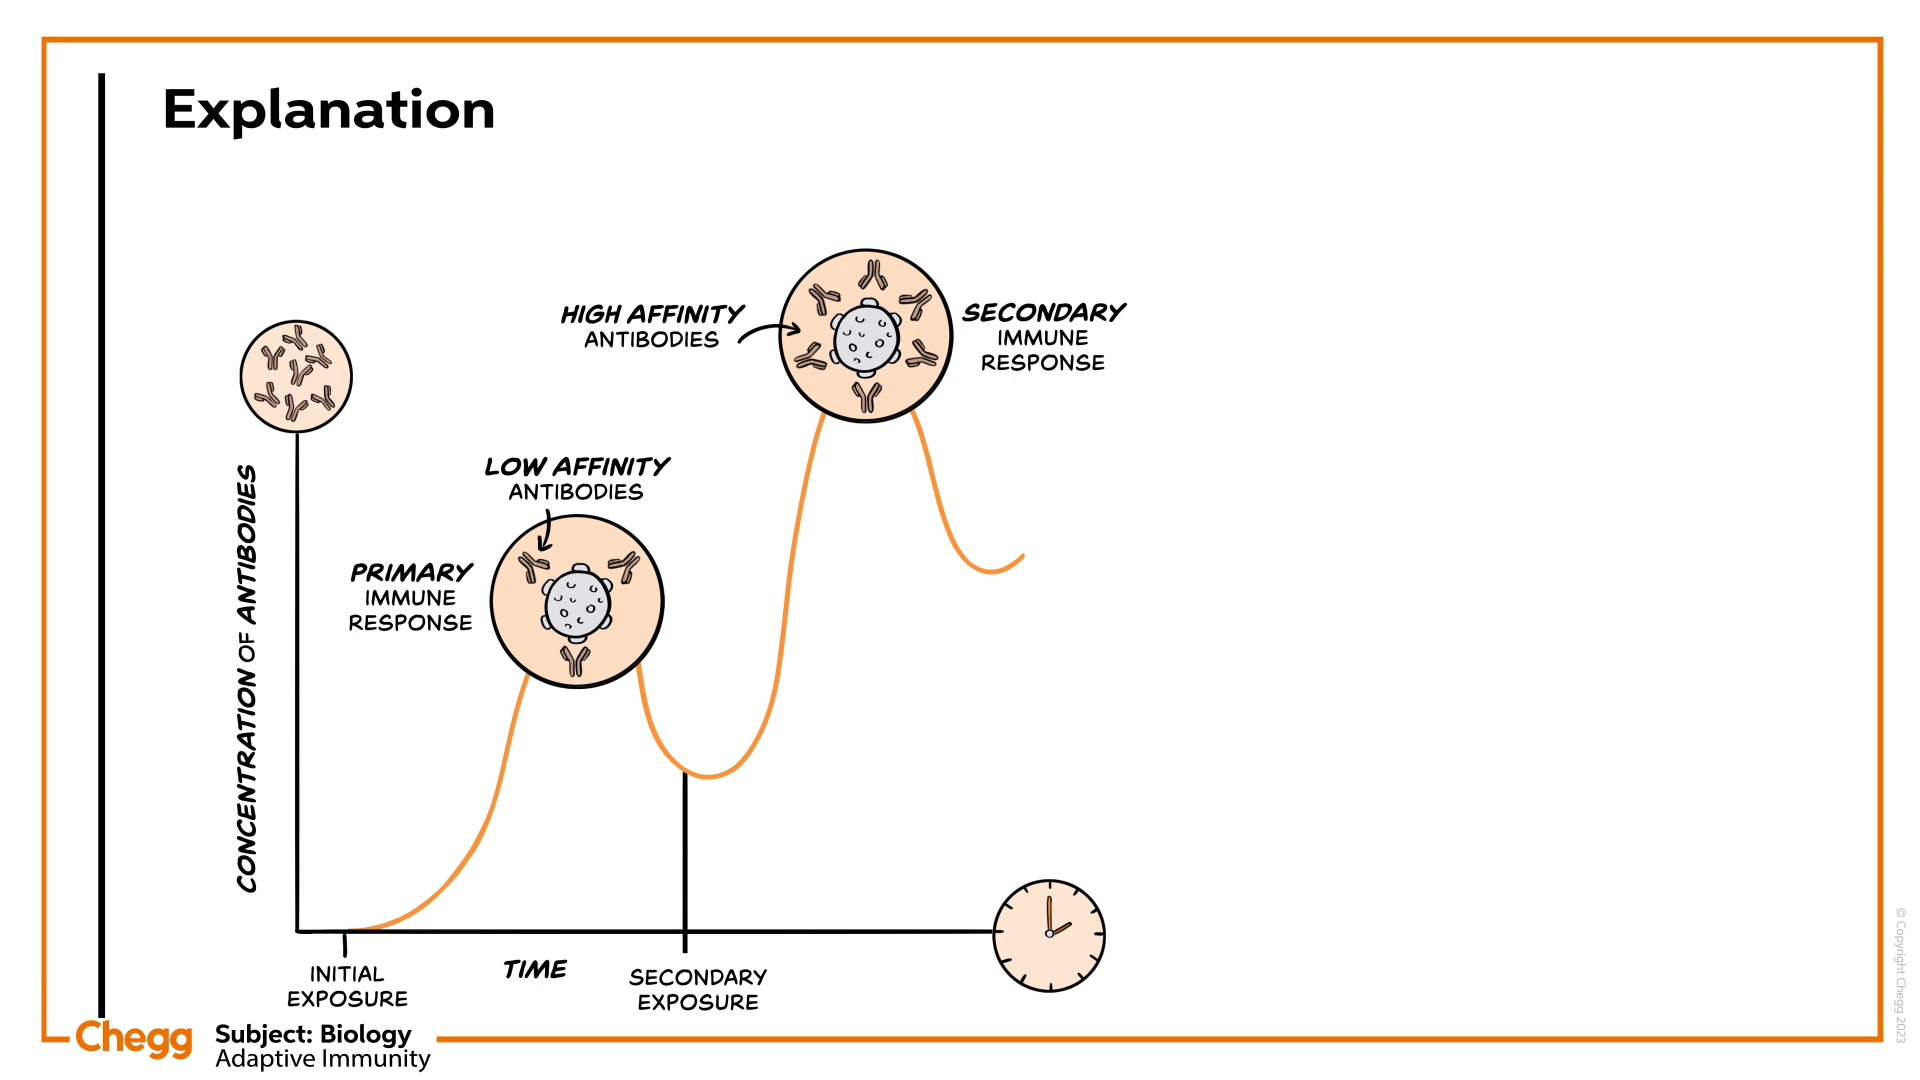 Explanation
HIGH AFFINITY
ANTIBODIES
SECONDARY
IMMUNE
RESPONSE
LOW AFFINITY
ANTIBODIES
PRIMARY
IMMUNE
RESPONSE
CONCENTRATION OF ANTIBODIES
INITIAL
EXPOSURE
TIME
SECONDARY
EXPOSURE
Chegg
Subject: Biology
Adaptive Immunity
© Copyright Chegg 2023